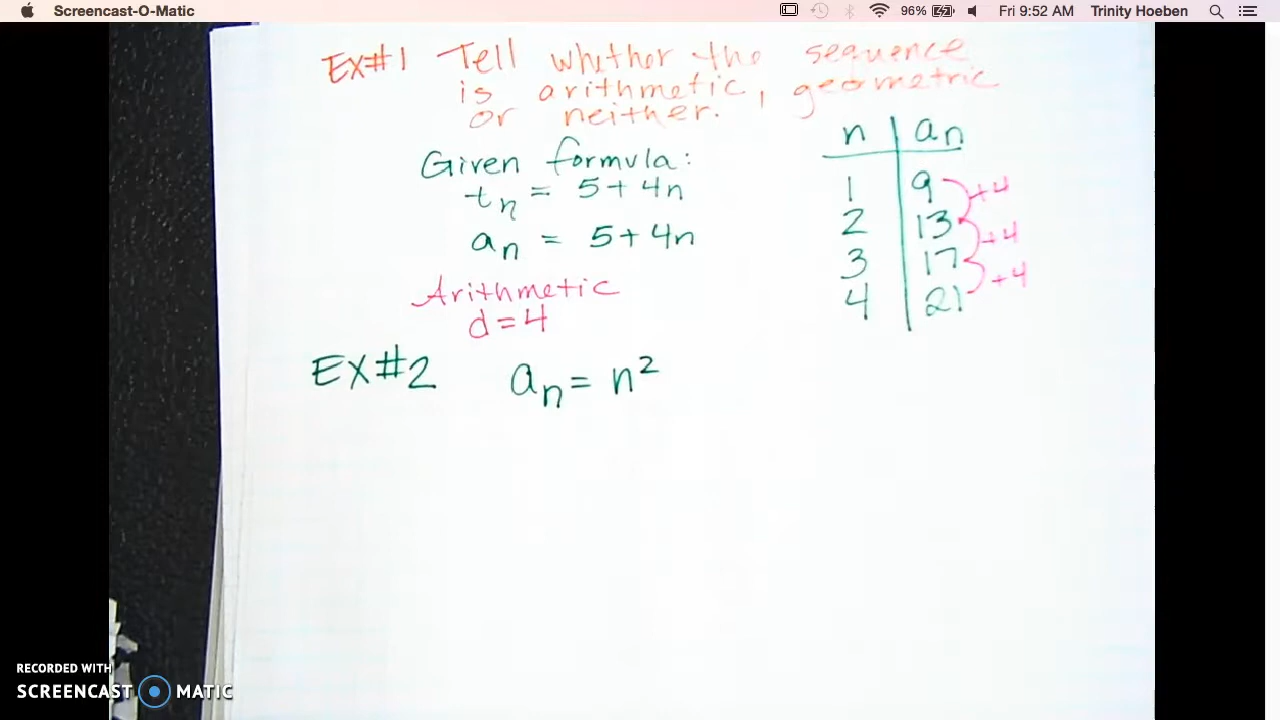 Screencast-O-Matic 96% Fri 9:52 AM Trinity Hoeben
Ex#1 Tell whether the sequence
is arithmetic, geometric
or neither.
Given formula:
tn = 5+4n
an = 5+4n
Arithmetic
d=4
n an
1 9 +4
2 13 +4
3 17 +4
4 21
EX#2 an = n²
RECORDED WITH
SCREENCAST MATIC